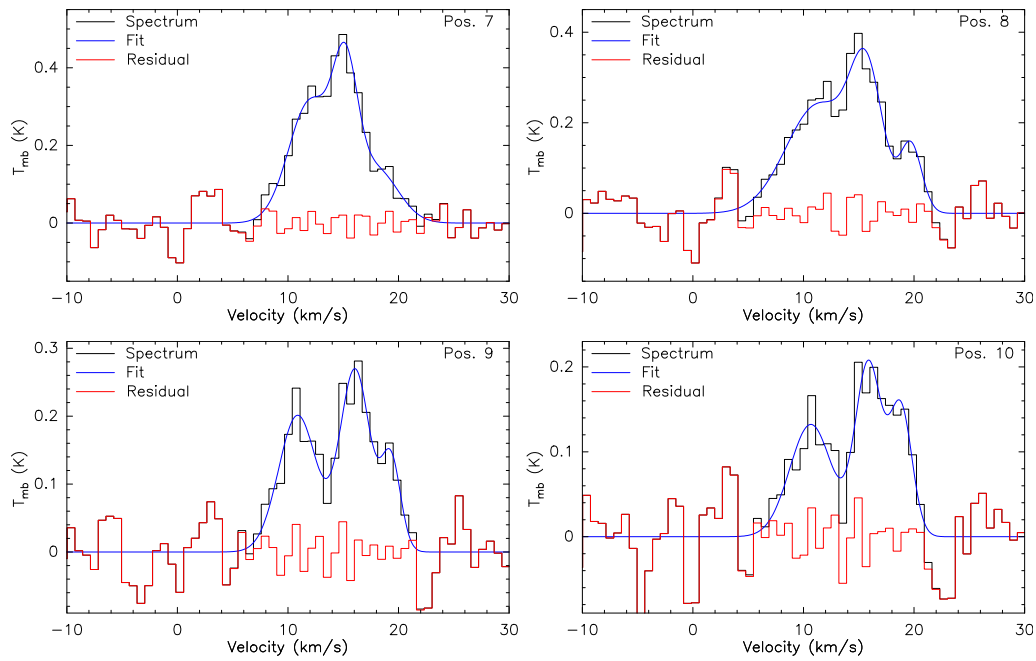 Spectrum Pos. 7
Fit
Residual
0.4
0.2
0
T_mb (K)
−10 0 10 20 30
Velocity (km/s)
Spectrum Pos. 8
Fit
Residual
0.4
0.2
0
T_mb (K)
−10 0 10 20 30
Velocity (km/s)
Spectrum Pos. 9
Fit
Residual
0.3
0.2
0.1
0
T_mb (K)
−10 0 10 20 30
Velocity (km/s)
Spectrum Pos. 10
Fit
Residual
0.2
0.1
0
T_mb (K)
−10 0 10 20 30
Velocity (km/s)